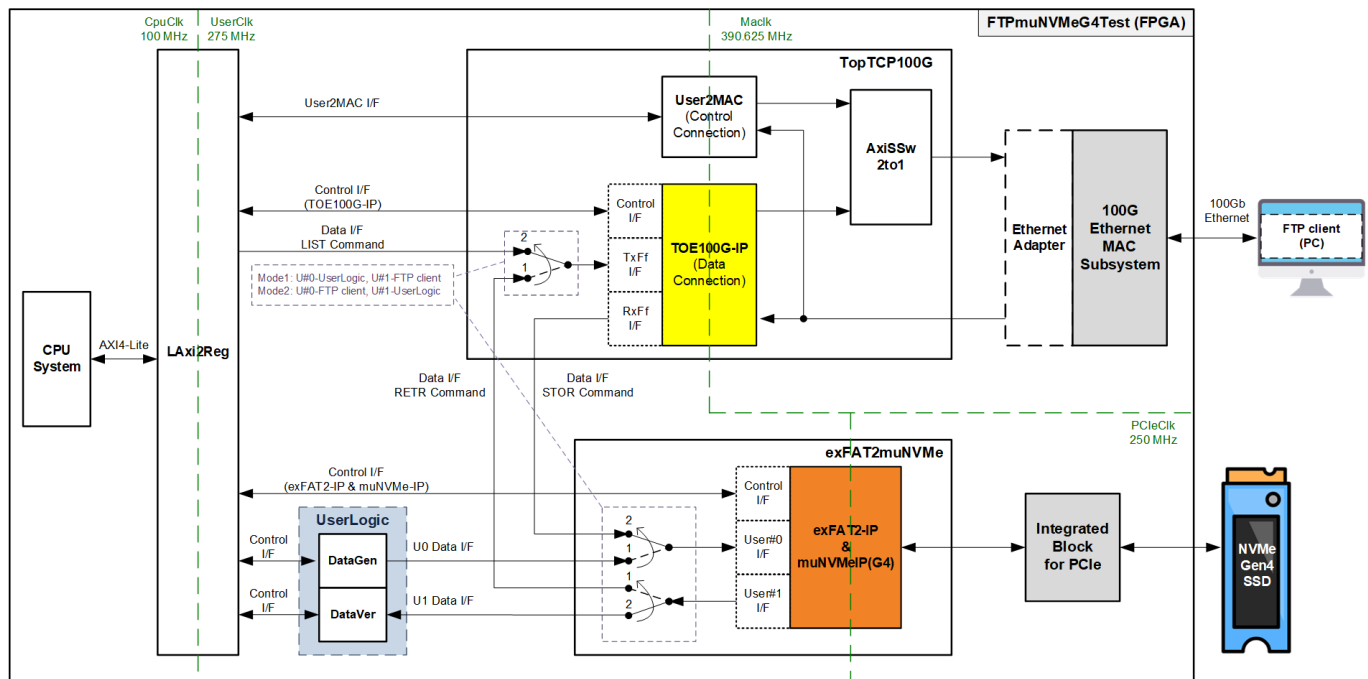 CpuClk
100 MHz
UserClk
275 MHz
Maclk
390.625 MHz
FTPmuNVMeG4Test (FPGA)
TopTCP100G
User2MAC I/F
User2MAC
(Control
Connection)
AxiSSw
2to1
Control I/F
(TOE100G-IP)
Data I/F
LIST Command
2
1
Control
I/F
TxFf
I/F
RxFf
I/F
TOE100G-IP
(Data
Connection)
Ethernet
Adapter
100G
Ethernet
MAC
Subsystem
100Gb
Ethernet
FTP client
(PC)
Mode1: U#0-UserLogic, U#1-FTP client
Mode2: U#0-FTP client, U#1-UserLogic
CPU
System
AXI4-Lite
LAxi2Reg
Data I/F
RETR Command
Data I/F
STOR Command
PCIeClk
250 MHz
exFAT2muNVMe
Control I/F
(exFAT2-IP & muNVMe-IP)
UserLogic
Control
I/F
DataGen
U0 Data I/F
Control
I/F
DataVer
U1 Data I/F
2
1
1
2
Control
I/F
User#0
I/F
User#1
I/F
exFAT2-IP
&
muNVMeIP(G4)
Integrated
Block
for PCIe
NVMe
Gen4
SSD